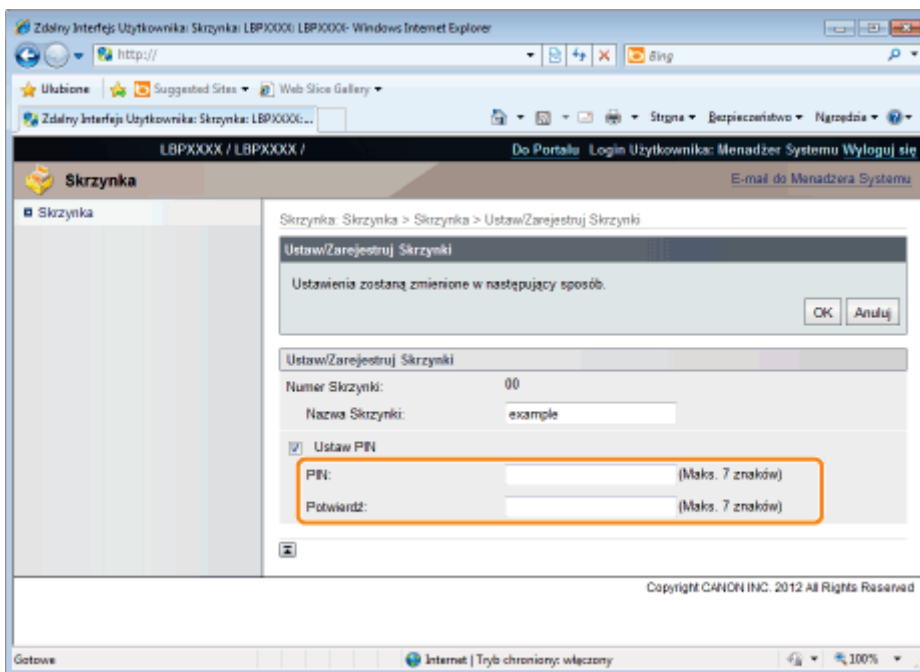 Zdalny Interfejs Użytkownika: Skrzynka: LBPXXXX: LBPXXXX- Windows Internet Explorer
http://
Bing
Ulubione Suggested Sites Web Slice Gallery
Zdalny Interfejs Użytkownika: Skrzynka: LBPXXXX:... Strona Bezpieczeństwo Narzędzia
LBPXXXX / LBPXXXX / Do Portalu Login Użytkownika: Menadżer Systemu Wyloguj się
Skrzynka E-mail do Menadżera Systemu
Skrzynka
Skrzynka: Skrzynka > Skrzynka > Ustaw/Zarejestruj Skrzynki
Ustaw/Zarejestruj Skrzynki
Ustawienia zostaną zmienione w następujący sposób.
OK Anuluj
Ustaw/Zarejestruj Skrzynki
Numer Skrzynki: 00
Nazwa Skrzynki: example
Ustaw PIN
PIN: (Maks. 7 znaków)
Potwierdź: (Maks. 7 znaków)
Copyright CANON INC. 2012 All Rights Reserved
Gotowe Internet | Tryb chroniony: włączony 100%